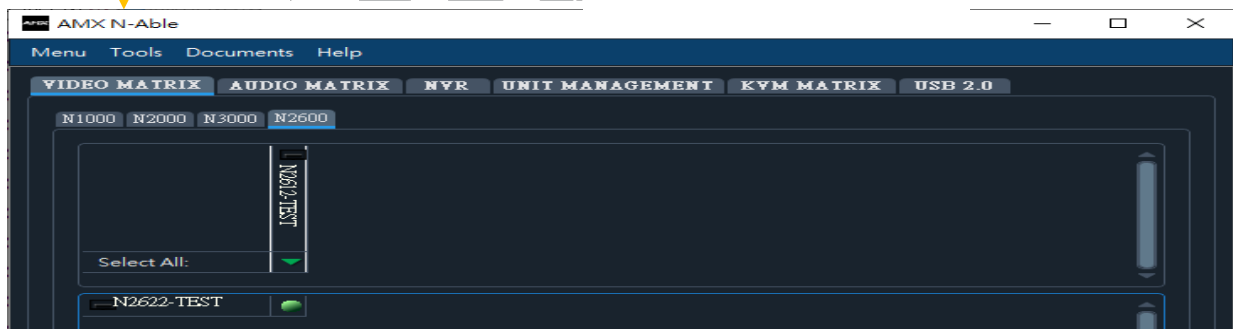 AMX AMX N-Able
Menu Tools Documents Help
VIDEO MATRIX AUDIO MATRIX NVR UNIT MANAGEMENT KVM MATRIX USB 2.0
N1000 N2000 N3000 N2600
N2612-TEST
Select All:
N2622-TEST